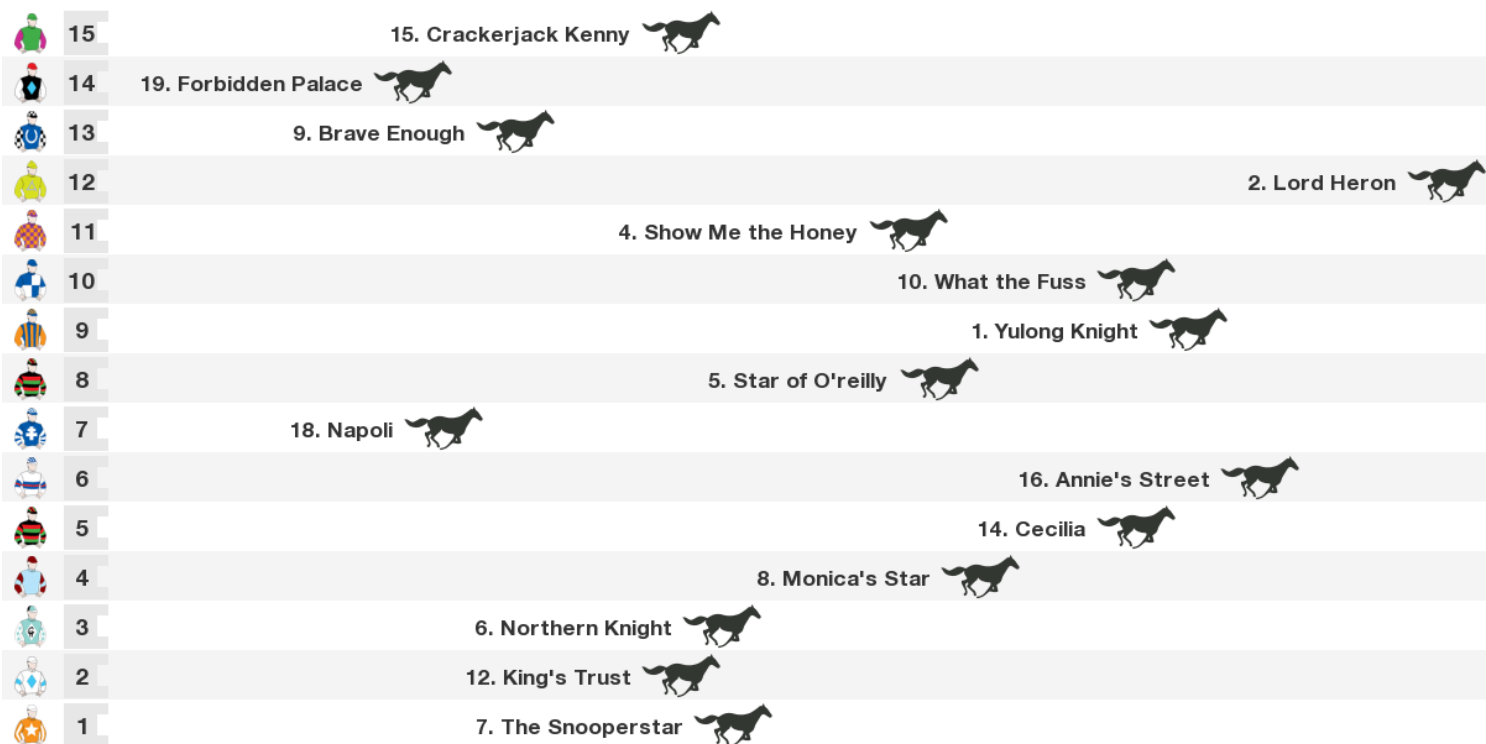 15 15. Crackerjack Kenny
14 19. Forbidden Palace
13 9. Brave Enough
12 2. Lord Heron
11 4. Show Me the Honey
10 10. What the Fuss
9 1. Yulong Knight
8 5. Star of O'reilly
7 18. Napoli
6 16. Annie's Street
5 14. Cecilia
4 8. Monica's Star
3 6. Northern Knight
2 12. King's Trust
1 7. The Snooperstar